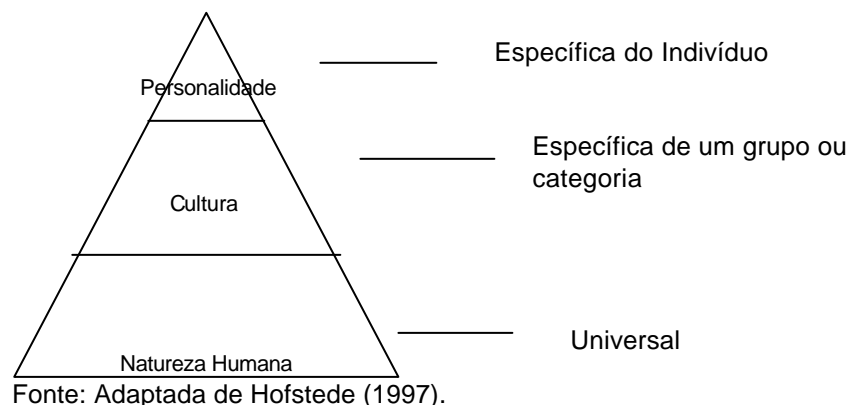 Personalidade
Específica do Indivíduo
Cultura
Específica de um grupo ou
categoria
Natureza Humana
Universal
Fonte: Adaptada de Hofstede (1997).